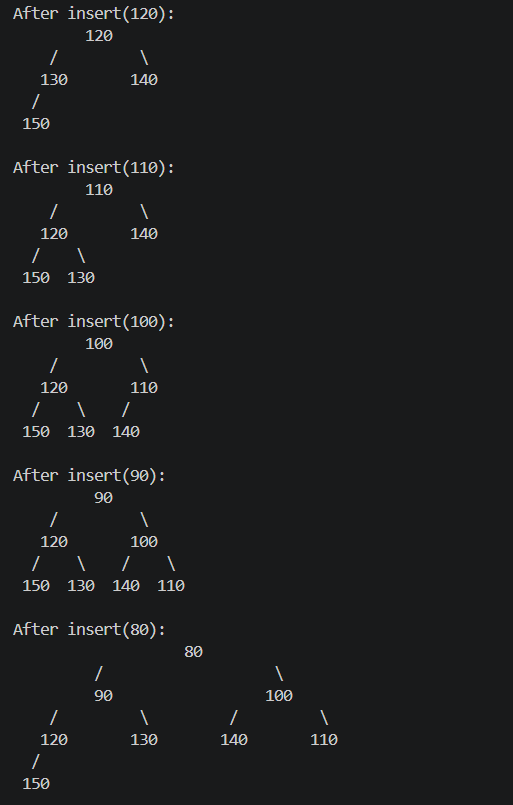 After insert(120):
        120
    /         \
   130       140
  /
 150

After insert(110):
        110
    /         \
   120       140
  /    \
 150  130

After insert(100):
        100
    /         \
   120       110
  /    \    /
 150  130  140

After insert(90):
         90
    /         \
   120       100
  /    \    /    \
 150  130  140  110

After insert(80):
                   80
         /                   \
         90                 100
    /         \         /         \
   120       130       140       110
  /
 150